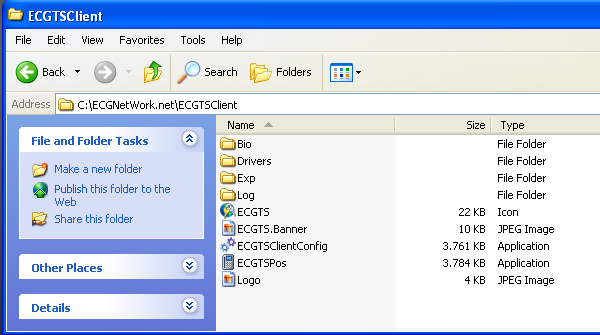 ECGTSClient
File Edit View Favorites Tools Help
Back Search Folders
Address C:\ECGNetWork.net\ECGTSClient
File and Folder Tasks
Make a new folder
Publish this folder to the
Web
Share this folder
Other Places
Details
Name Size Type
Bio File Folder
Drivers File Folder
Exp File Folder
Log File Folder
ECGTS 22 KB Icon
ECGTS.Banner 10 KB JPEG Image
ECGTSClientConfig 3.761 KB Application
ECGTSPos 3.784 KB Application
Logo 4 KB JPEG Image